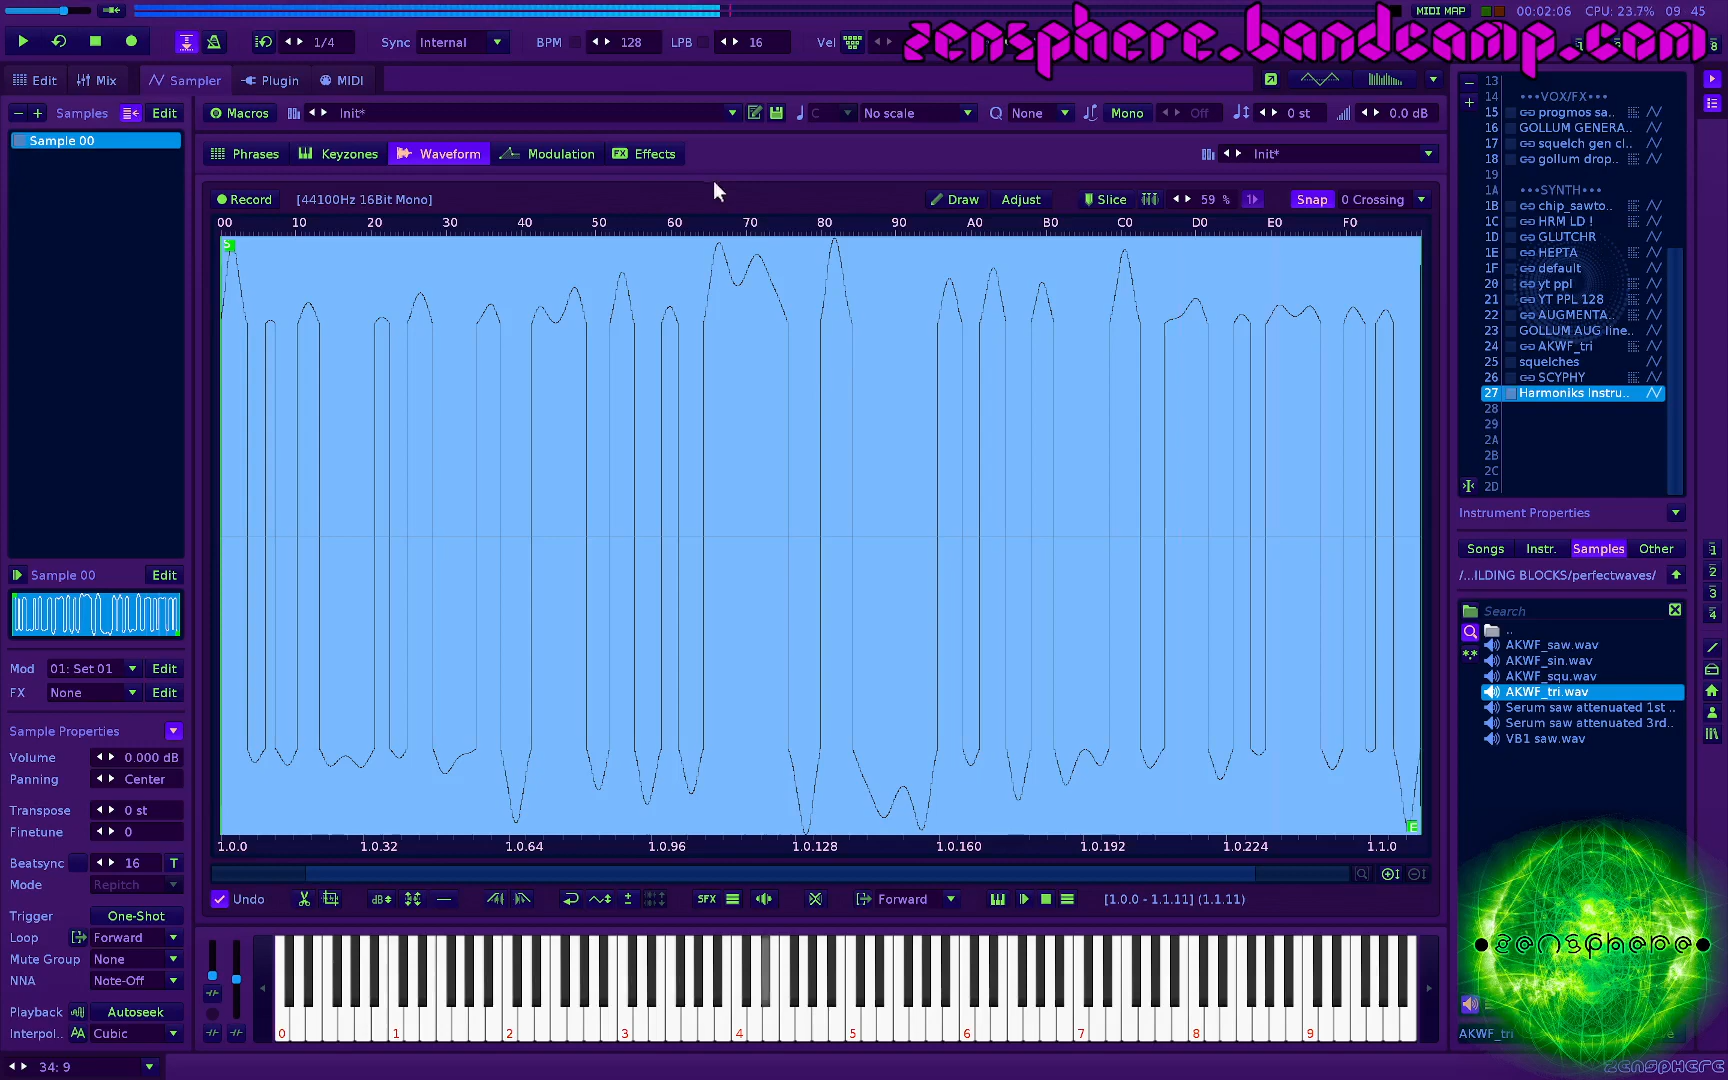 MIDI MAP 00:02:06 CPU: 23.7% 09 45
zensphere.bandcamp.com
1/4 Sync Internal BPM 128 LPB 16 Vel
Edit Mix Sampler Plugin MIDI
Samples Edit
Macros Init* C No scale Q None Mono Off 0 st 0.0 dB
Sample 00
Phrases Keyzones Waveform Modulation FX Effects Init*
Record [44100Hz 16Bit Mono] Draw Adjust Slice 59 % Snap 0 Crossing
00 10 20 30 40 50 60 70 80 90 A0 B0 C0 D0 E0 F0
S
E
1.0.0 1.0.32 1.0.64 1.0.96 1.0.128 1.0.160 1.0.192 1.0.224 1.1.0
Undo dB SFX Forward [1.0.0 - 1.1.11] (1.1.11)
0 1 2 3 4 5 6 7 8 9
Sample 00 Edit
Mod 01: Set 01 Edit
FX None Edit
Sample Properties
Volume 0.000 dB
Panning Center
Transpose 0 st
Finetune 0
Beatsync 16 T
Mode Repitch
Trigger One-Shot
Loop Forward
Mute Group None
NNA Note-Off
Playback Autoseek
Interpol.. AA Cubic
34: 9
13
14 •••VOX/FX•••
15 progmos sa..
16 GOLLUM GENERA..
17 squelch gen cl..
18 gollum drop..
19
1A •••SYNTH•••
1B chip_sawto..
1C HRM LD !
1D GLUTCHR
1E HEPTA
1F default
20 yt ppl
21 YT PPL 128
22 AUGMENTA..
23 GOLLUM AUG line..
24 AKWF_tri
25 squelches
26 SCYPHY
27 Harmoniks Instru..
28
29
2A
2B
2C
2D
Instrument Properties
Songs Instr. Samples Other
/...ILDING BLOCKS/perfectwaves/
Search
..
AKWF_saw.wav
AKWF_sin.wav
AKWF_squ.wav
AKWF_tri.wav
Serum saw attenuated 1st ..
Serum saw attenuated 3rd..
VB1 saw.wav
1
2
3
4
8
•zensphere•
AKWF_tri
zensphere